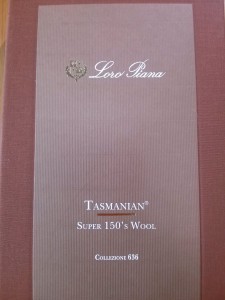 Loro Piana
TASMANIAN®
SUPER 150's WOOL
COLLEZIONE 636